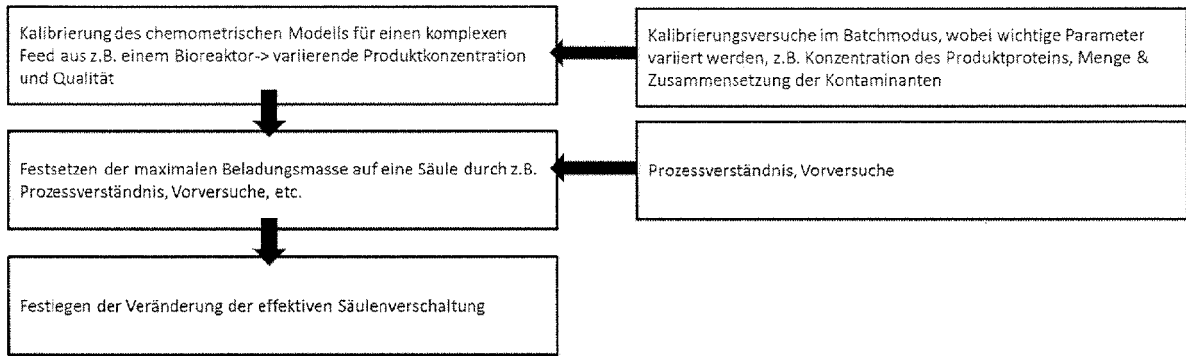 Kalibrierung des chemometrischen Modells für einen komplexen
Feed aus z.B. einem Bioreaktor-> variierende Produktkonzentration
und Qualität
Kalibrierungsversuche im Batchmodus, wobei wichtige Parameter
variiert werden, z.B. Konzentration des Produktproteins, Menge &
Zusammensetzung der Kontaminanten
Festsetzen der maximalen Beladungsmasse auf eine Säule durch z.B.
Prozessverständnis, Vorversuche, etc.
Prozessverständnis, Vorversuche
Festlegen der Veränderung der effektiven Säulenverschaltung